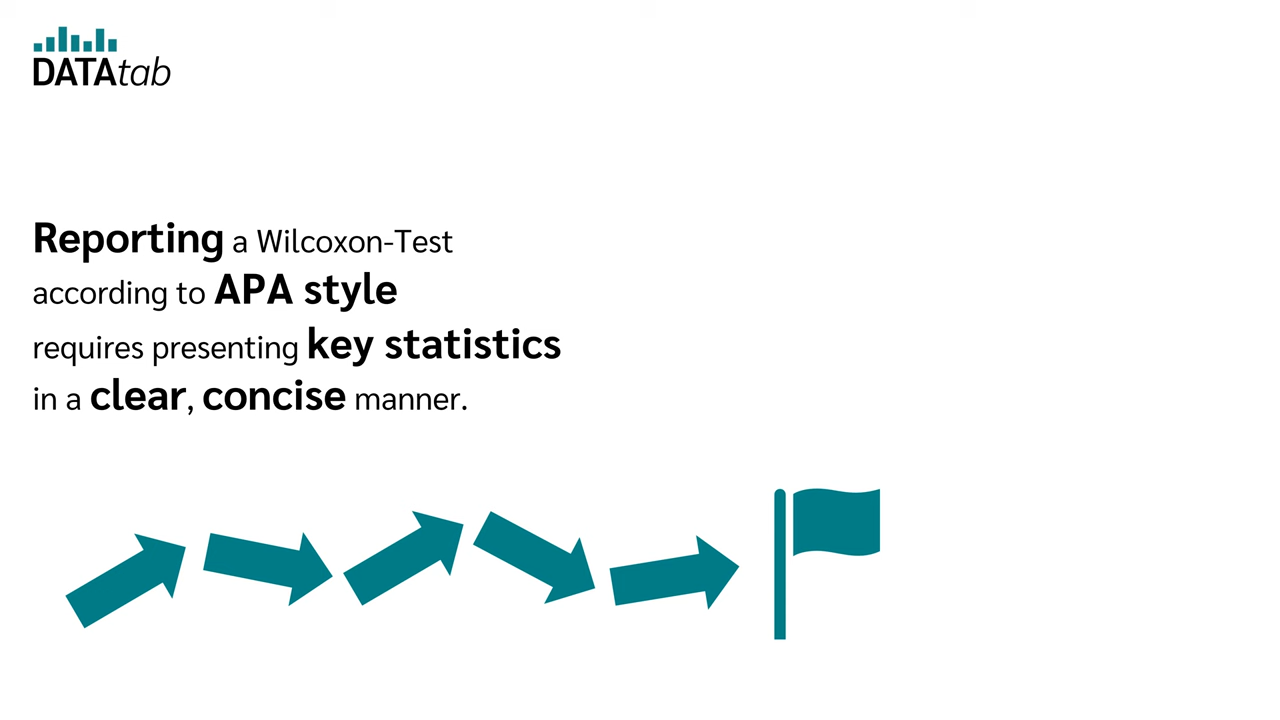 DATAtab
Reporting a Wilcoxon-Test
according to APA style
requires presenting key statistics
in a clear, concise manner.